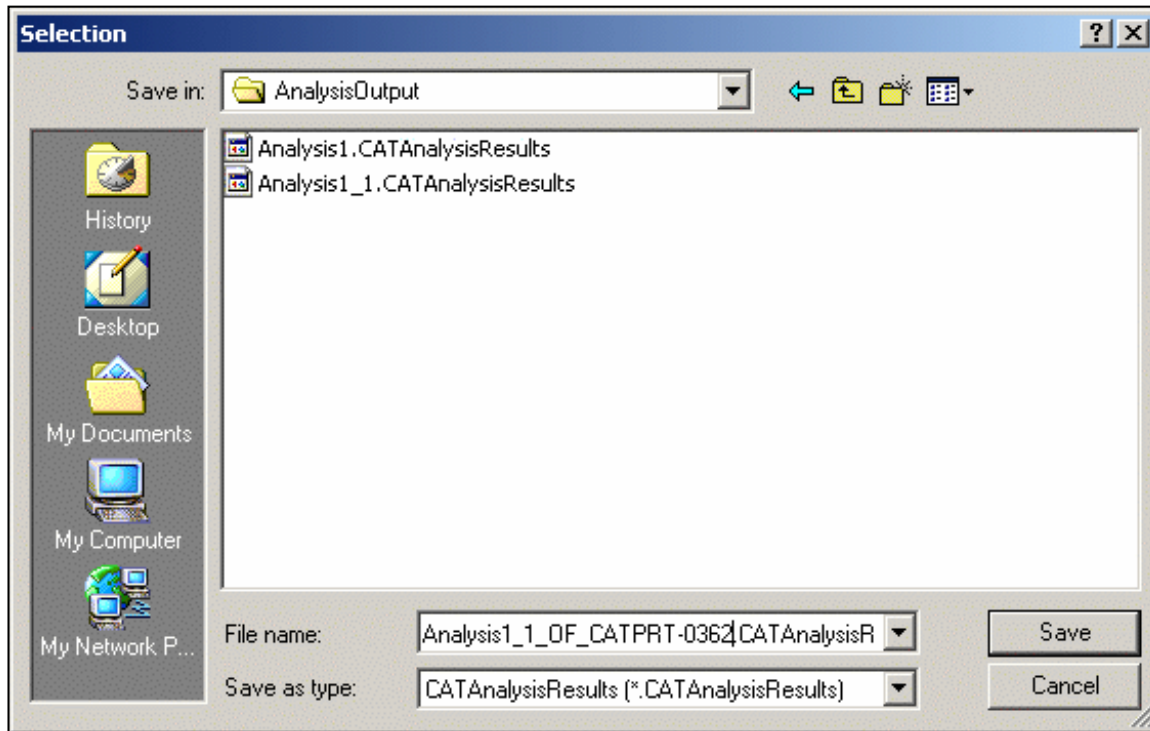 Selection
Save in: AnalysisOutput
Analysis1.CATAnalysisResults
Analysis1_1.CATAnalysisResults
History
Desktop
My Documents
My Computer
My Network P...
File name: Analysis1_1_OF_CATPRT-0362.CATAnalysisR
Save
Save as type: CATAnalysisResults (*.CATAnalysisResults)
Cancel